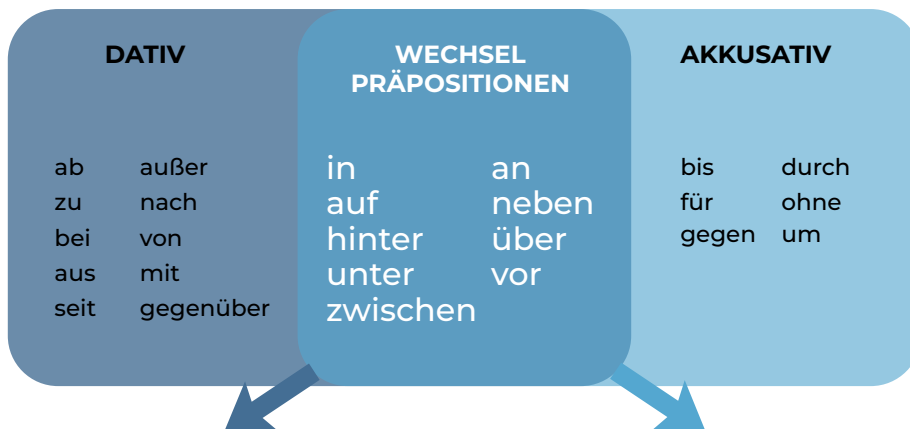 DATIV
ab außer
zu nach
bei von
aus mit
seit gegenüber
WECHSEL
PRÄPOSITIONEN
in an
auf neben
hinter über
unter vor
zwischen
AKKUSATIV
bis durch
für ohne
gegen um